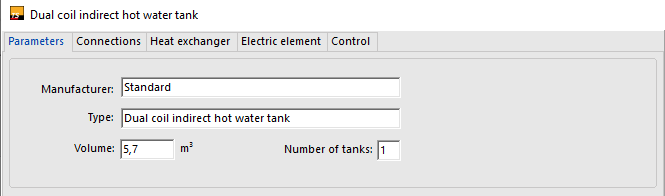 Dual coil indirect hot water tank
Parameters Connections Heat exchanger Electric element Control
Manufacturer: Standard
Type: Dual coil indirect hot water tank
Volume: 5,7 m³ Number of tanks: 1